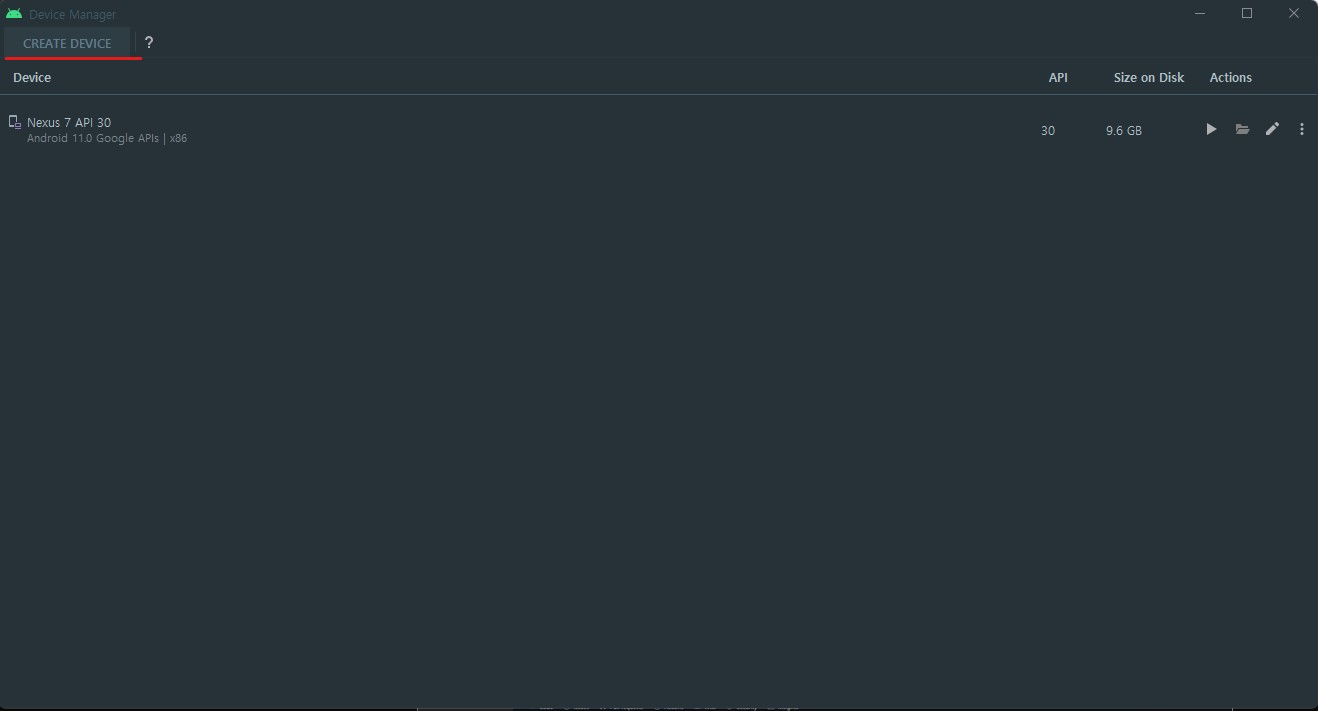 Device Manager
CREATE DEVICE ?
Device API Size on Disk Actions
Nexus 7 API 30
Android 11.0 Google APIs | x86
30 9.6 GB